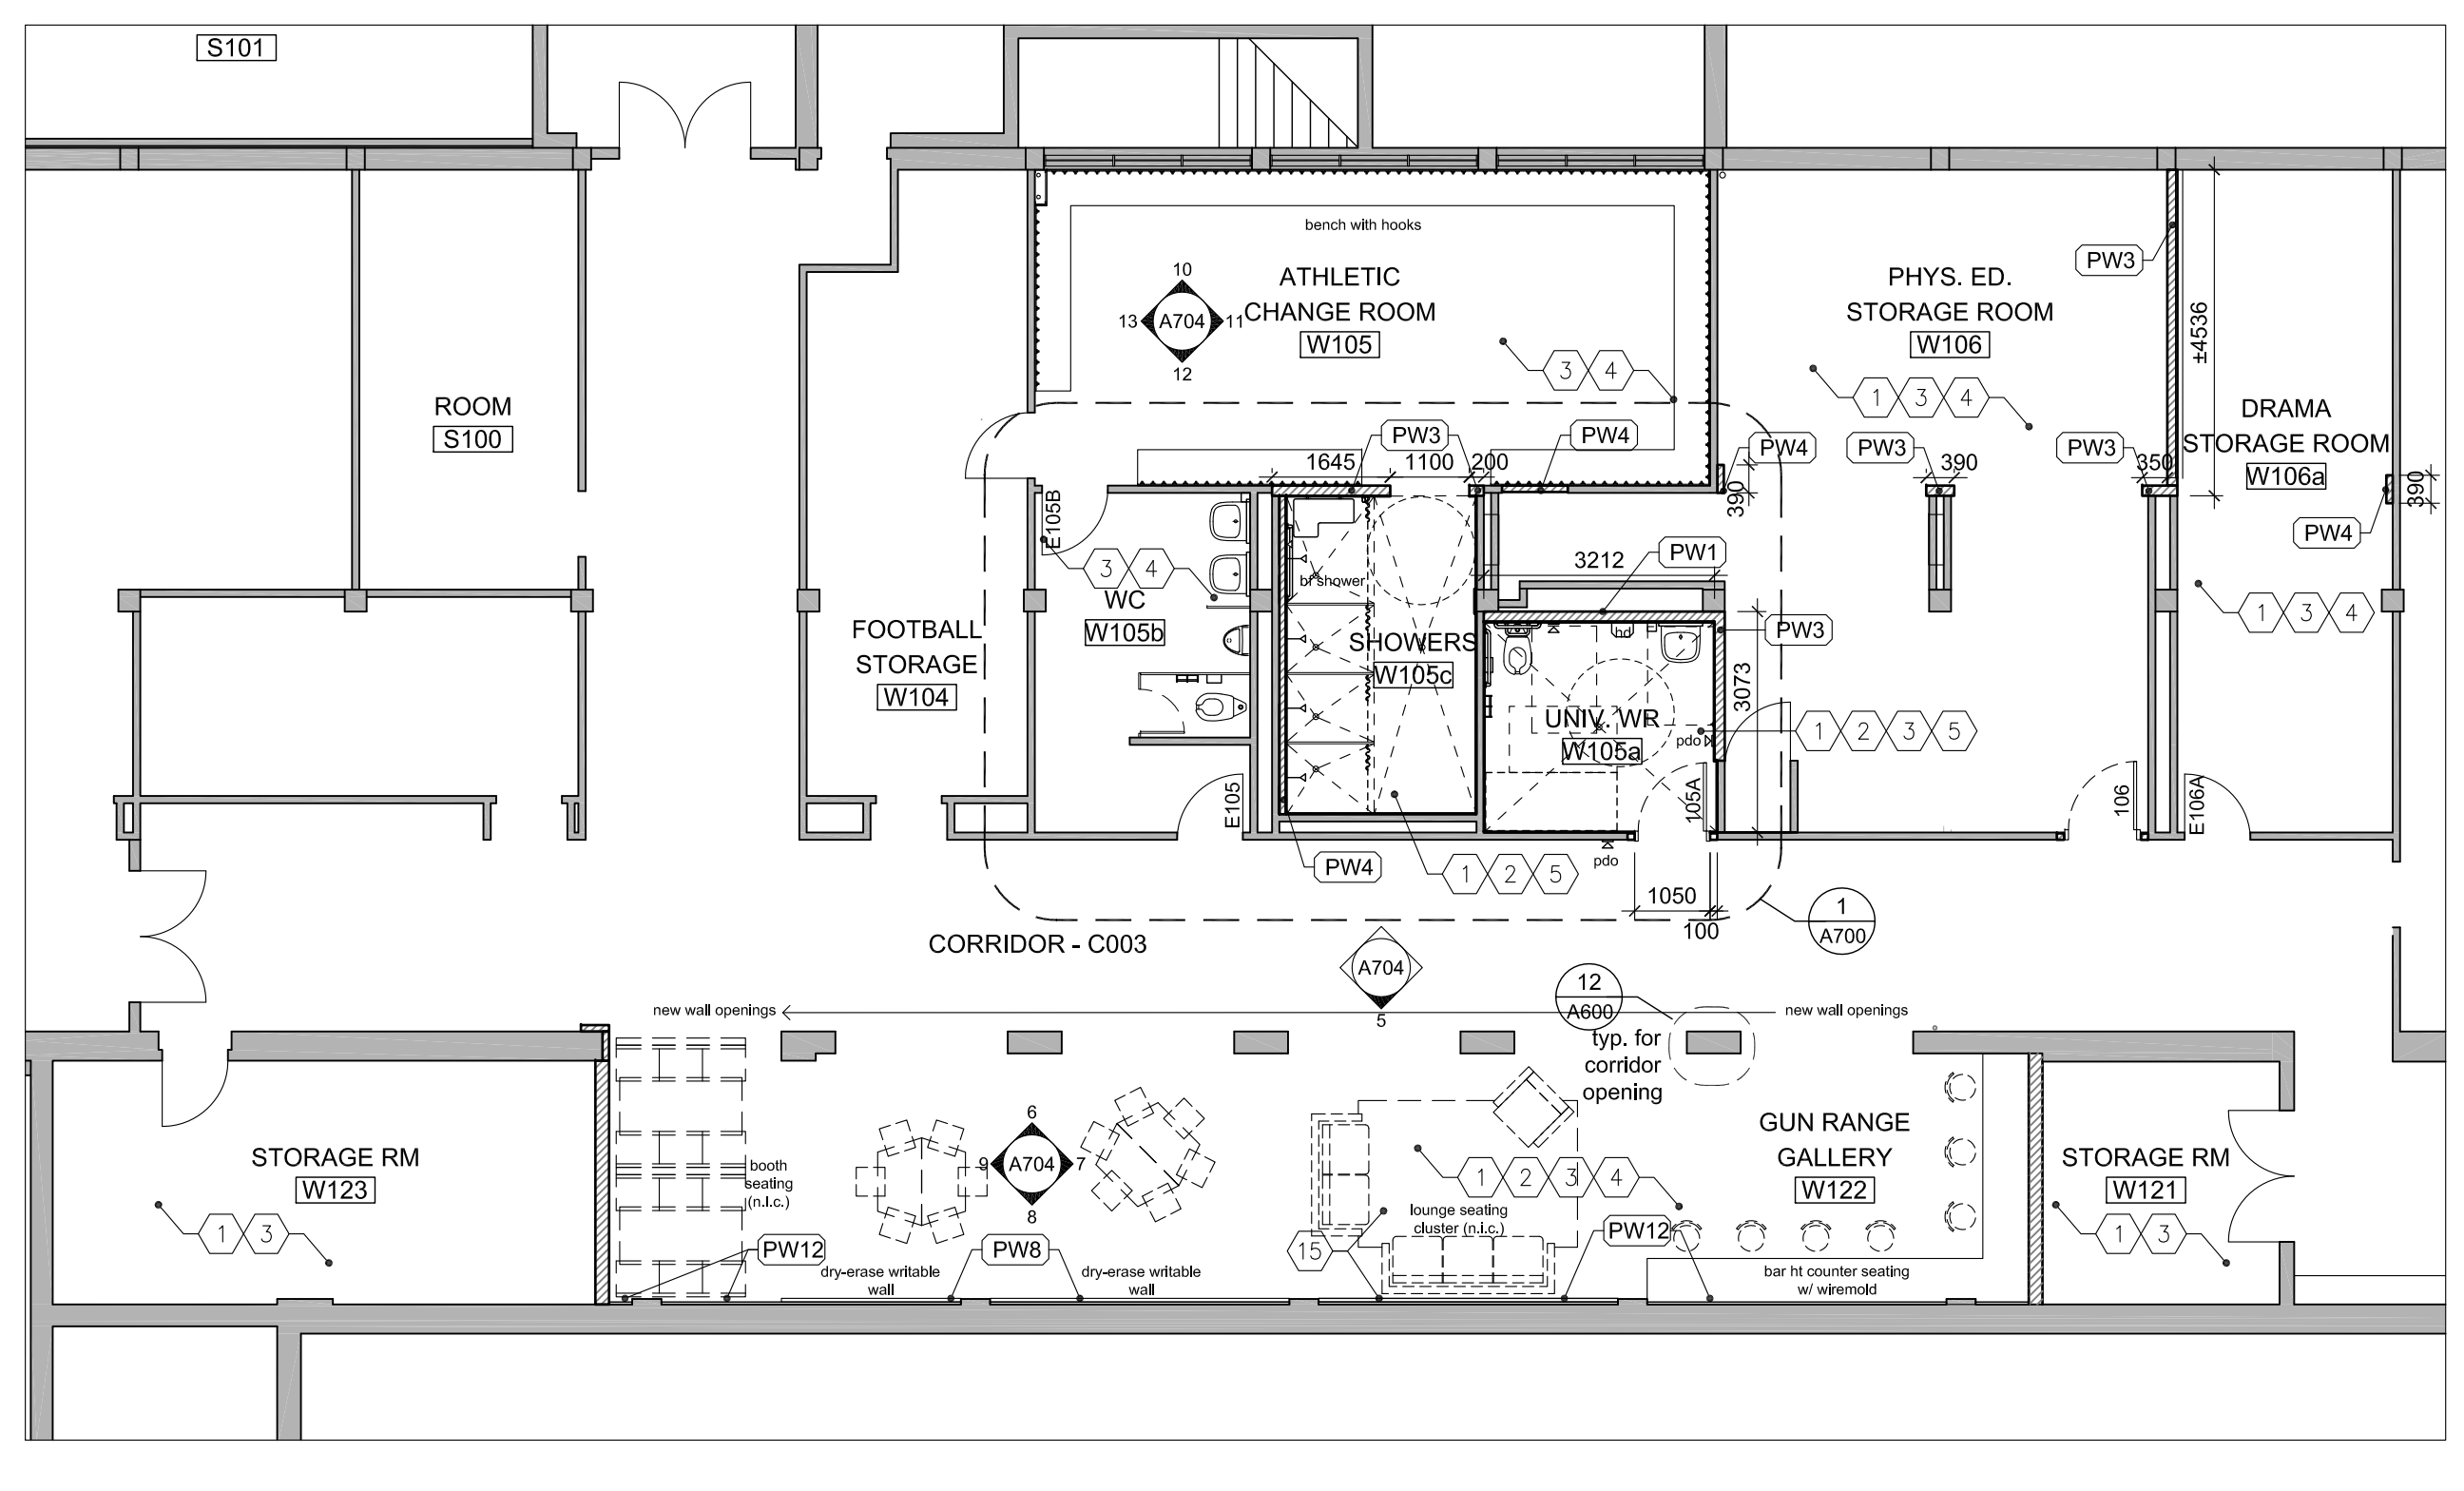 S101
bench with hooks
ATHLETIC
CHANGE ROOM
W105
10
13
A704
11
12
3
4
PHYS. ED.
STORAGE ROOM
W106
1
3
4
PW3
±4536
DRAMA
STORAGE ROOM
W106a
ROOM
S100
PW3
PW4
PW4
PW3
PW3
1645
1100
200
390
390
350
390
PW4
E105B
3
4
WC
W105b
bf shower
3212
PW1
1
3
4
FOOTBALL
STORAGE
W104
SHOWERS
W105c
hd
PW3
3073
UNIV. WR
W105a
pdo
1
2
3
5
E105
105A
106
E106A
PW4
1
2
5
pdo
1050
100
1
A700
CORRIDOR - C003
A704
5
12
A600
typ. for
corridor
opening
new wall openings
new wall openings
STORAGE RM
W123
1
3
booth
seating
(n.I.c.)
6
9
A704
7
8
1
2
3
4
GUN RANGE
GALLERY
W122
STORAGE RM
W121
1
3
lounge seating
cluster (n.i.c.)
15
PW12
PW8
PW12
dry-erase writable
wall
dry-erase writable
wall
bar ht counter seating
w/ wiremold